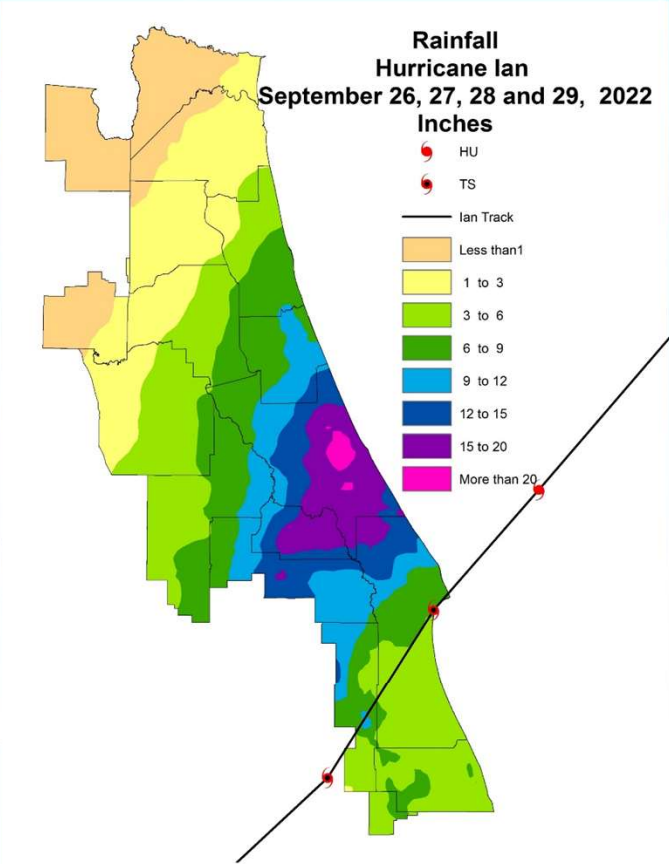 Rainfall
Hurricane Ian
September 26, 27, 28 and 29, 2022
Inches
HU
TS
Ian Track
Less than1
1 to 3
3 to 6
6 to 9
9 to 12
12 to 15
15 to 20
More than 20